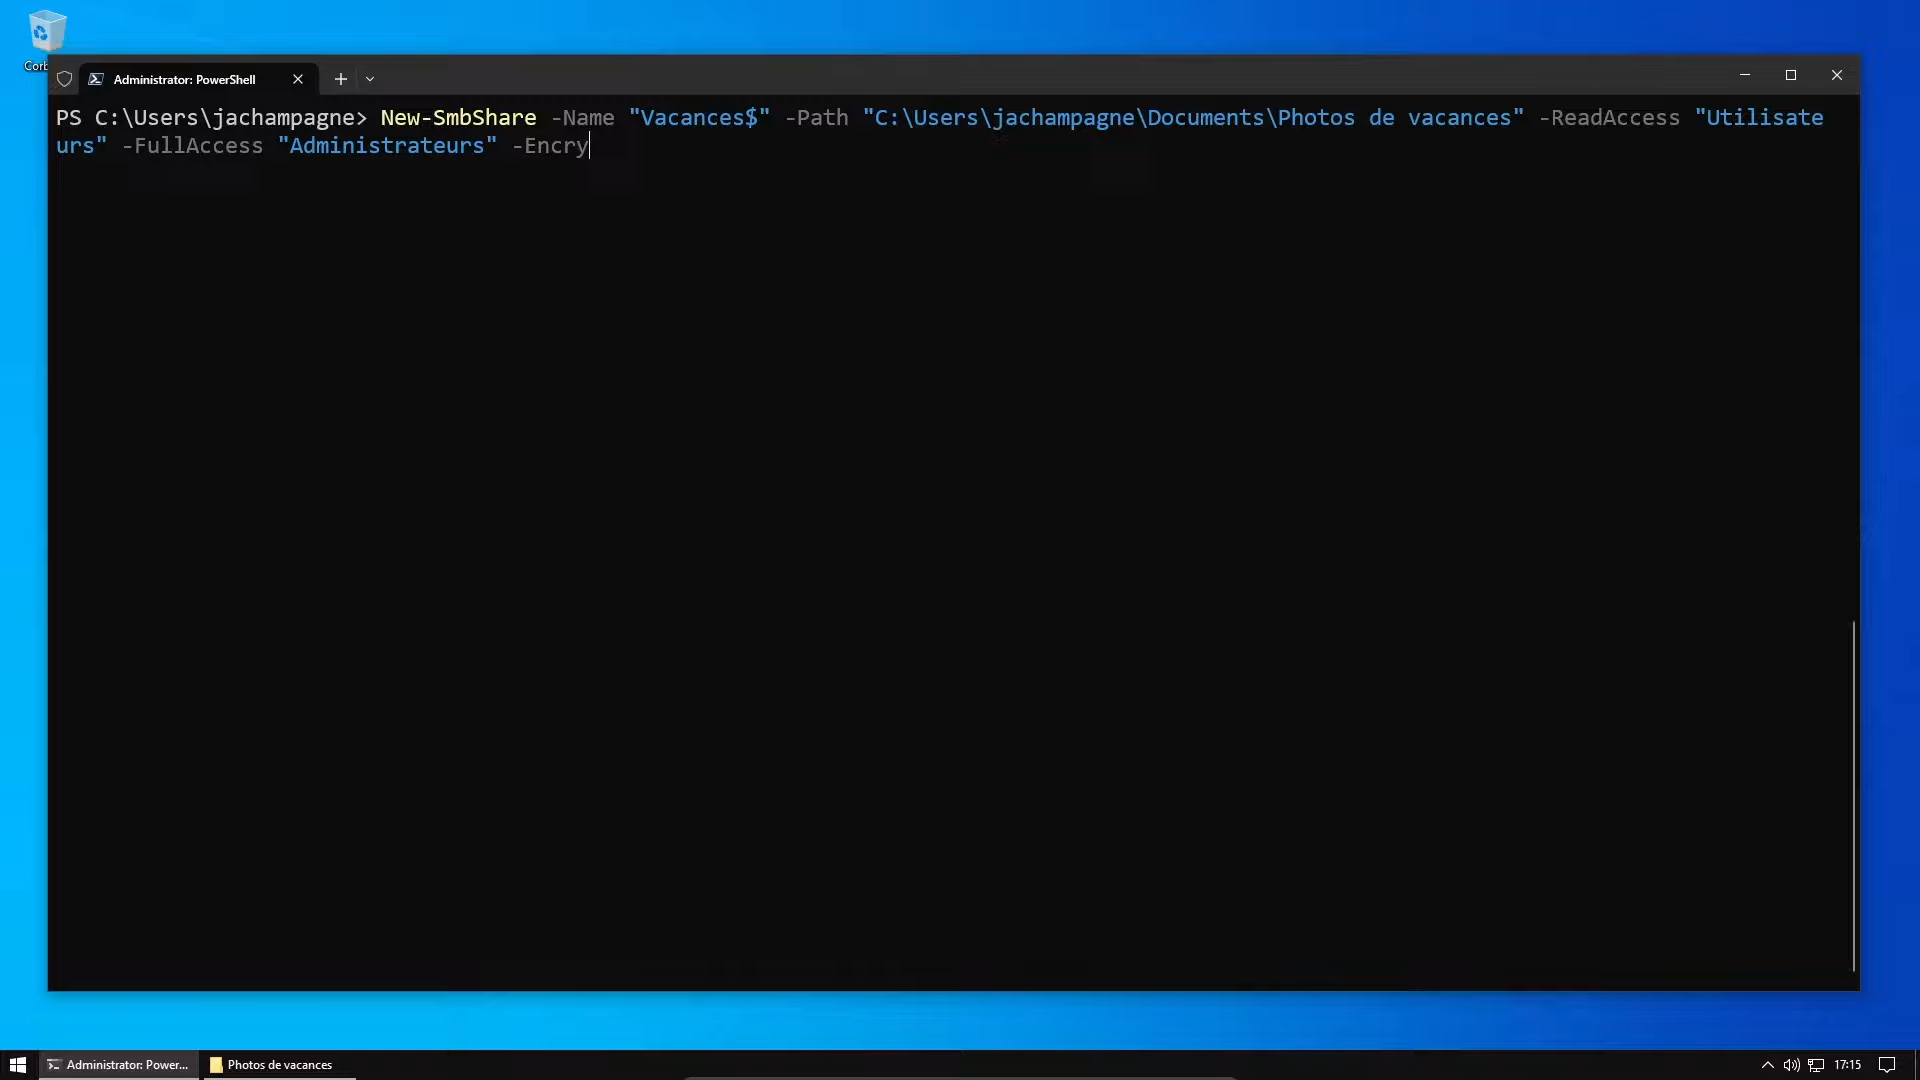 Corb
Administrator: PowerShell
PS C:\Users\jachampagne> New-SmbShare -Name "Vacances$" -Path "C:\Users\jachampagne\Documents\Photos de vacances" -ReadAccess "Utilisate
urs" -FullAccess "Administrateurs" -Encry
Administrator: Power...
Photos de vacances
17:15